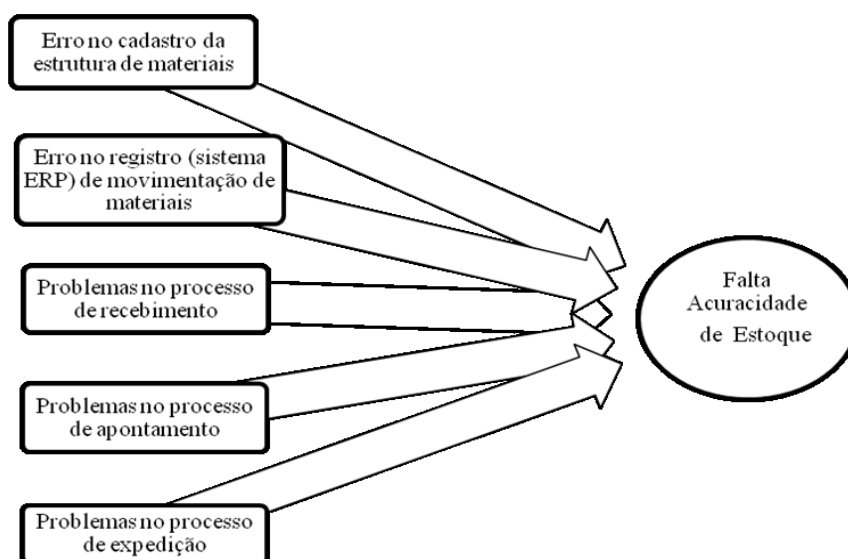 Erro no cadastro da
estrutura de materiais
Erro no registro (sistema
ERP) de movimentação de
materiais
Problemas no processo
de recebimento
Problemas no processo
de apontamento
Problemas no processo
de expedição
Falta
Acuracidade
de Estoque